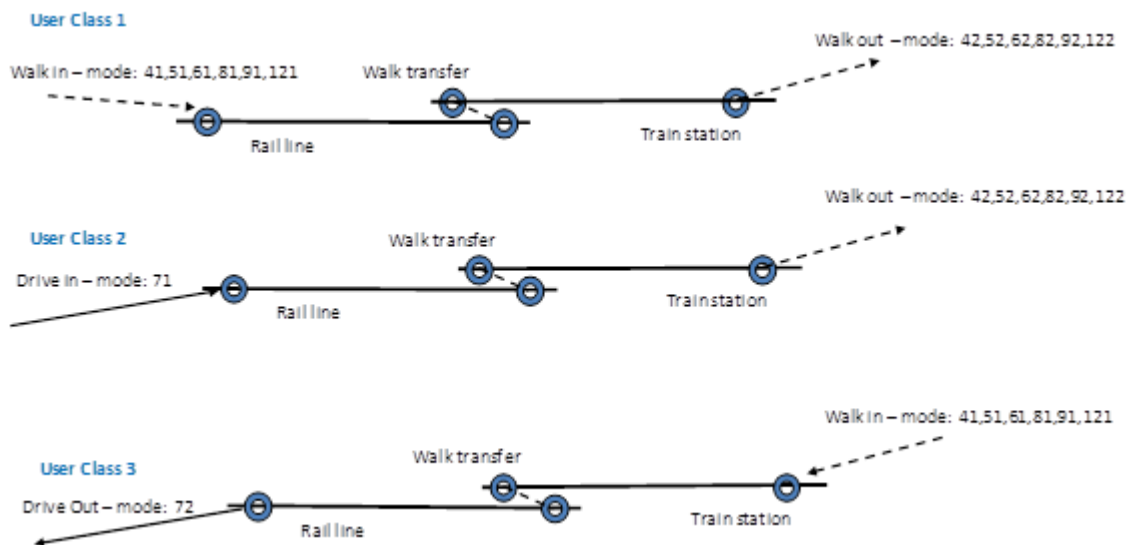 User Class 1
Walk out – mode: 42,52,62,82,92,122
Walk in – mode: 41,51,61,81,91,121
Walk transfer
Rail line
Train station
Walk out – mode: 42,52,62,82,92,122
User Class 2
Walk transfer
Drive in – mode: 71
Rail line
Train station
Walk in – mode: 41,51,61,81,91,121
User Class 3
Walk transfer
Drive Out – mode: 72
Rail line
Train station